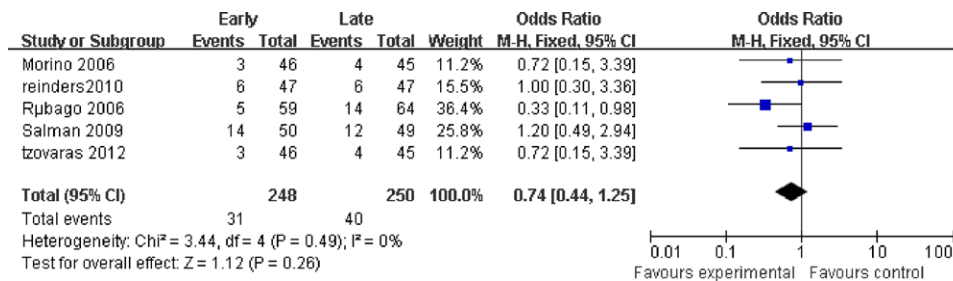 Early Late Odds Ratio Odds Ratio
Study or Subgroup Events Total Events Total Weight M-H, Fixed, 95% CI M-H, Fixed, 95% CI
Morino 2006 3 46 4 45 11.2% 0.72 [0.15, 3.39]
reinders2010 6 47 6 47 15.5% 1.00 [0.30, 3.36]
Rµbago 2006 5 59 14 64 36.4% 0.33 [0.11, 0.98]
Salman 2009 14 50 12 49 25.8% 1.20 [0.49, 2.94]
tzovaras 2012 3 46 4 45 11.2% 0.72 [0.15, 3.39]
Total (95% CI) 248 250 100.0% 0.74 [0.44, 1.25]
Total events 31 40
Heterogeneity: Chi² = 3.44, df = 4 (P = 0.49); I² = 0%
Test for overall effect: Z = 1.12 (P = 0.26)
0.01 0.1 1 10 100
Favours experimental Favours control